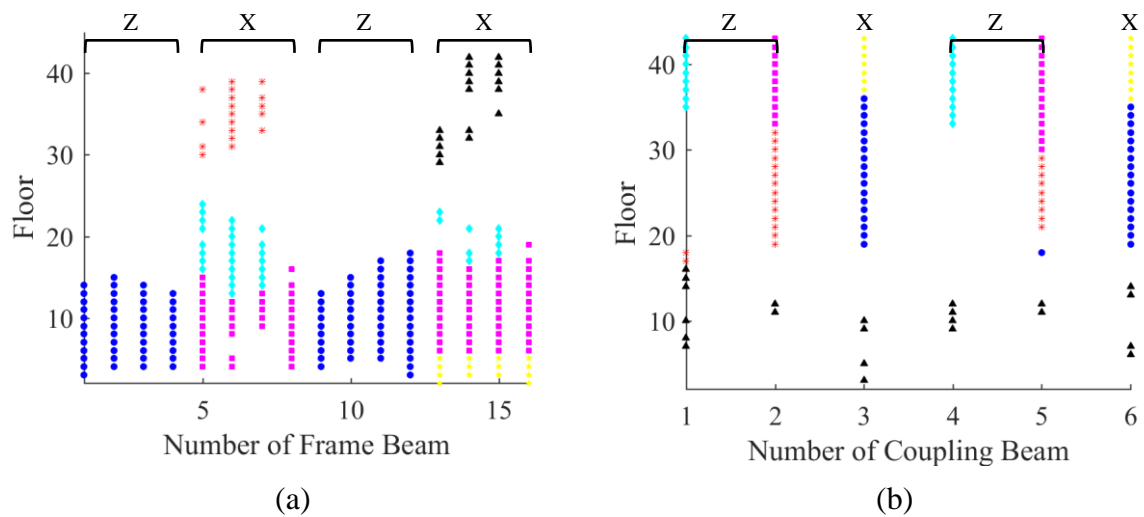 Z X Z X
40
30
20
10
Floor
5 10 15
Number of Frame Beam
(a)
Z X Z X
40
30
20
10
Floor
1 2 3 4 5 6
Number of Coupling Beam
(b)